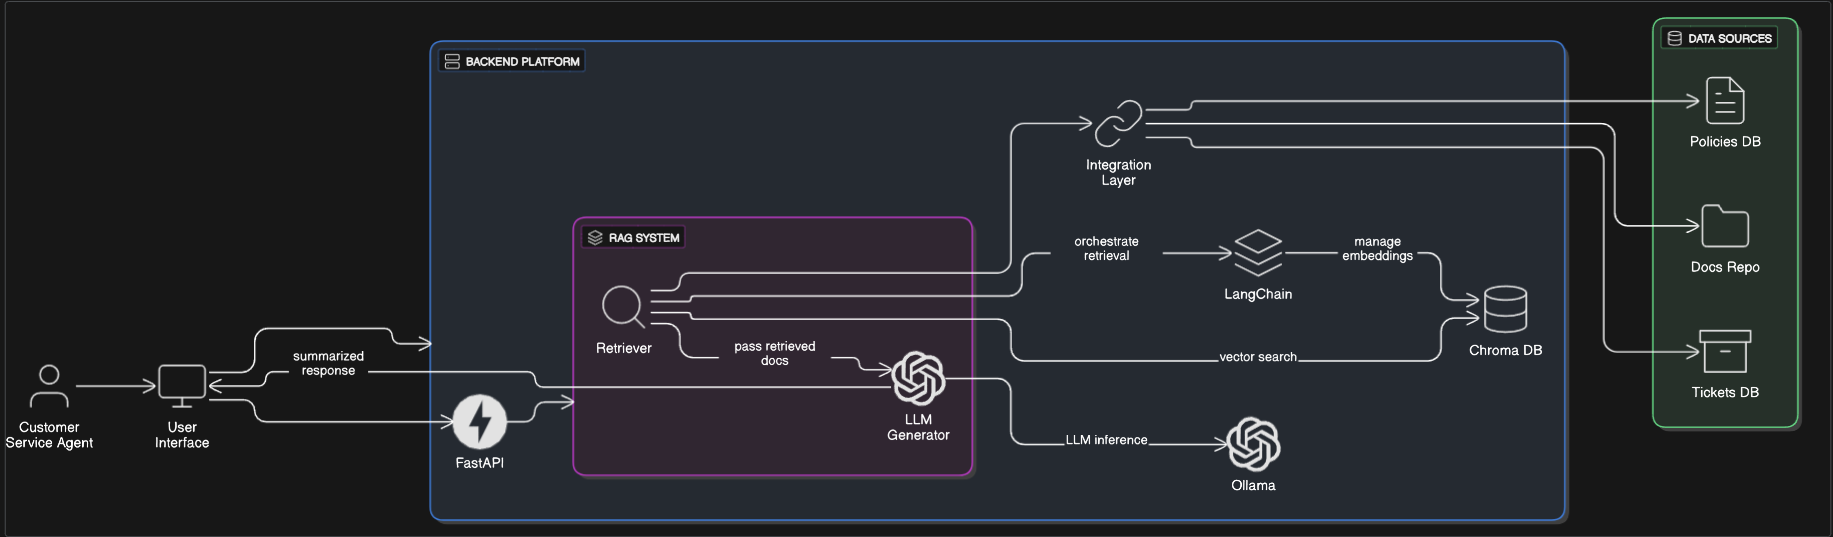 BACKEND PLATFORM
DATA SOURCES
Policies DB
Integration
Layer
RAG SYSTEM
orchestrate
retrieval
manage
embeddings
Docs Repo
LangChain
Retriever
pass retrieved
docs
vector search
Chroma DB
summarized
response
Tickets DB
Customer
Service Agent
User
Interface
FastAPI
LLM
Generator
LLM inference
Ollama